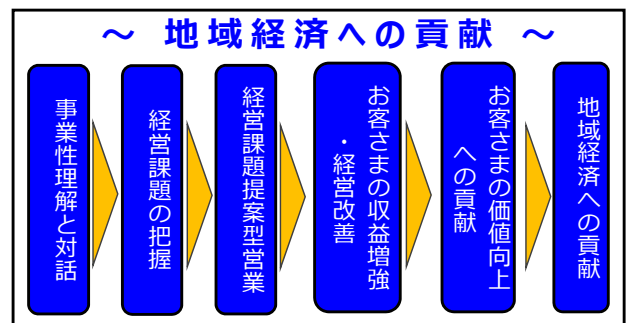 ～ 地域経済への貢献 ～
事業性理解と対話
経営課題の把握
経営課題提案型営業
お客さまの収益増強
・経営改善
お客さまの価値向上
への貢献
地域経済への貢献